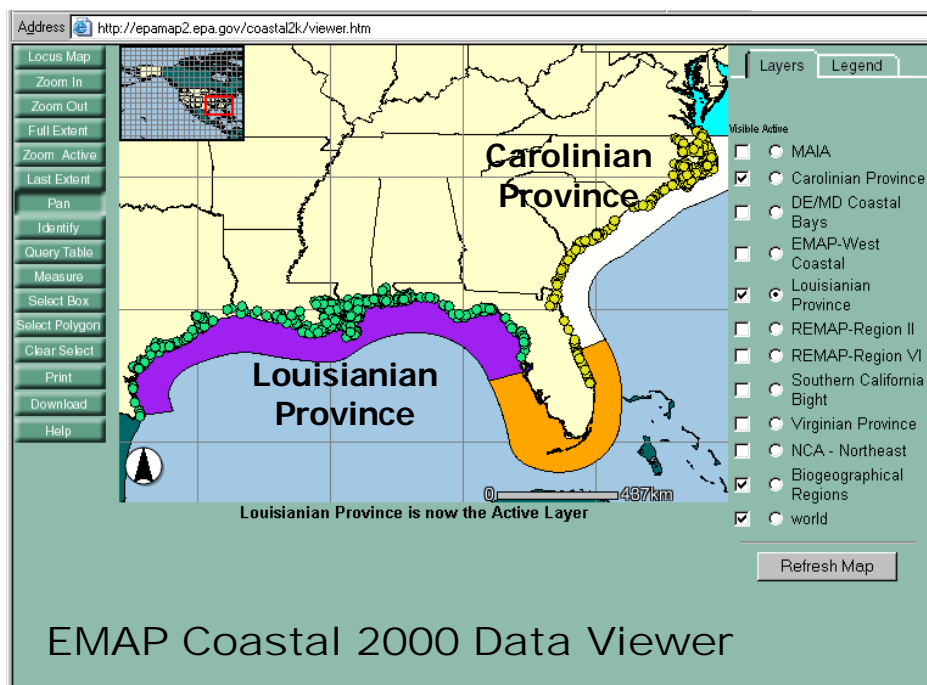 Address http://epamap2.epa.gov/coastal2k/viewer.htm
Locus Map
Zoom In
Zoom Out
Full Extent
Zoom Active
Last Extent
Pan
Identify
Query Table
Measure
Select Box
Select Polygon
Clear Select
Print
Download
Help
Carolinian
Province
Louisianian
Province
0 437km
Louisianian Province is now the Active Layer
Layers Legend
Visible Active
MAIA
Carolinian Province
DE/MD Coastal
Bays
EMAP-West
Coastal
Louisianian
Province
REMAP-Region II
REMAP-Region VI
Southern California
Bight
Virginian Province
NCA - Northeast
Biogeographical
Regions
world
Refresh Map
EMAP Coastal 2000 Data Viewer